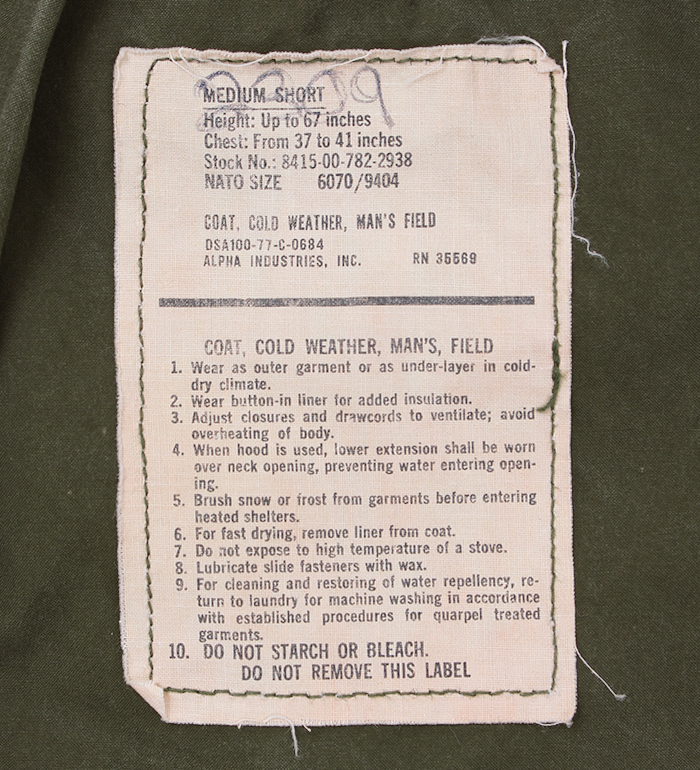 MEDIUM SHORT
Height: Up to 67 inches
Chest: From 37 to 41 inches
Stock No.: 8415-00-782-2938
NATO SIZE 6070/9404
COAT, COLD WEATHER, MAN'S FIELD
DSA100-77-C-0684
ALPHA INDUSTRIES, INC. RN 35569
COAT, COLD WEATHER, MAN'S, FIELD
1. Wear as outer garment or as under-layer in cold-
dry climate.
2. Wear button-in liner for added insulation.
3. Adjust closures and drawcords to ventilate; avoid
overheating of body.
4. When hood is used, lower extension shall be worn
over neck opening, preventing water entering open-
ing.
5. Brush snow or frost from garments before entering
heated shelters.
6. For fast drying, remove liner from coat.
7. Do not expose to high temperature of a stove.
8. Lubricate slide fasteners with wax.
9. For cleaning and restoring of water repellency, re-
turn to laundry for machine washing in accordance
with established procedures for quarpel treated
garments.
10. DO NOT STARCH OR BLEACH.
DO NOT REMOVE THIS LABEL